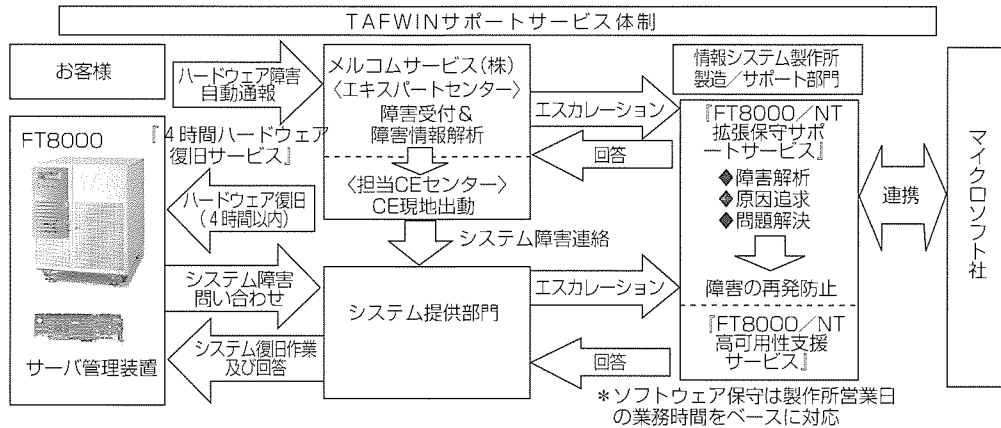 TAFWINサポートサービス体制
お客様
ハードウェア障害
自動通報
メルコムサービス(株)
〈エキスパートセンター〉
障害受付&
障害情報解析
〈担当CEセンター〉
CE現地出動
エスカレーション
回答
情報システム製作所
製造/サポート部門
FT8000
『4時間ハードウェア
復旧サービス』
ハードウェア復旧
(4時間以内)
システム障害連絡
システム障害
問い合わせ
システム提供部門
システム復旧作業
及び回答
サーバ管理装置
エスカレーション
回答
『FT8000/NT
拡張保守サポ
ートサービス』
◆障害解析
◆原因追求
◆問題解決
障害の再発防止
『FT8000/NT
高可用性支援
サービス』
連携
マイクロソフト社
*ソフトウェア保守は製作所営業日
の業務時間をベースに対応